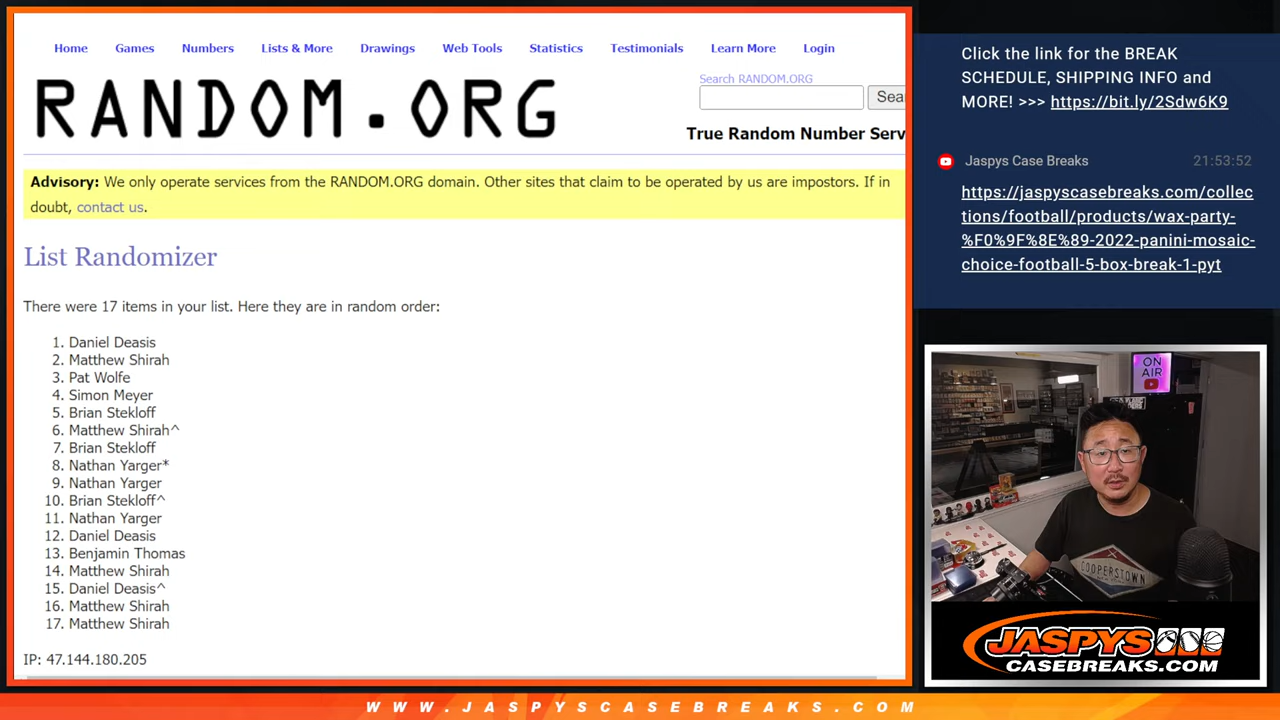 Home Games Numbers Lists & More Drawings Web Tools Statistics Testimonials Learn More Login
RANDOM.ORG
Search RANDOM.ORG
Sea
True Random Number Serv
Advisory: We only operate services from the RANDOM.ORG domain. Other sites that claim to be operated by us are impostors. If in
doubt, contact us.
List Randomizer
There were 17 items in your list. Here they are in random order:
1. Daniel Deasis
2. Matthew Shirah
3. Pat Wolfe
4. Simon Meyer
5. Brian Stekloff
6. Matthew Shirah^
7. Brian Stekloff
8. Nathan Yarger*
9. Nathan Yarger
10. Brian Stekloff^
11. Nathan Yarger
12. Daniel Deasis
13. Benjamin Thomas
14. Matthew Shirah
15. Daniel Deasis^
16. Matthew Shirah
17. Matthew Shirah
IP: 47.144.180.205
Click the link for the BREAK
SCHEDULE, SHIPPING INFO and
MORE! >>> https://bit.ly/2Sdw6K9
Jaspys Case Breaks 21:53:52
https://jaspyscasebreaks.com/collec
tions/football/products/wax-party-
%F0%9F%8E%89-2022-panini-mosaic-
choice-football-5-box-break-1-pyt
ON
AIR
COOPERSTOWN
JASPYS
CASEBREAKS.COM
WWW.JASPYSCASEBREAKS.COM